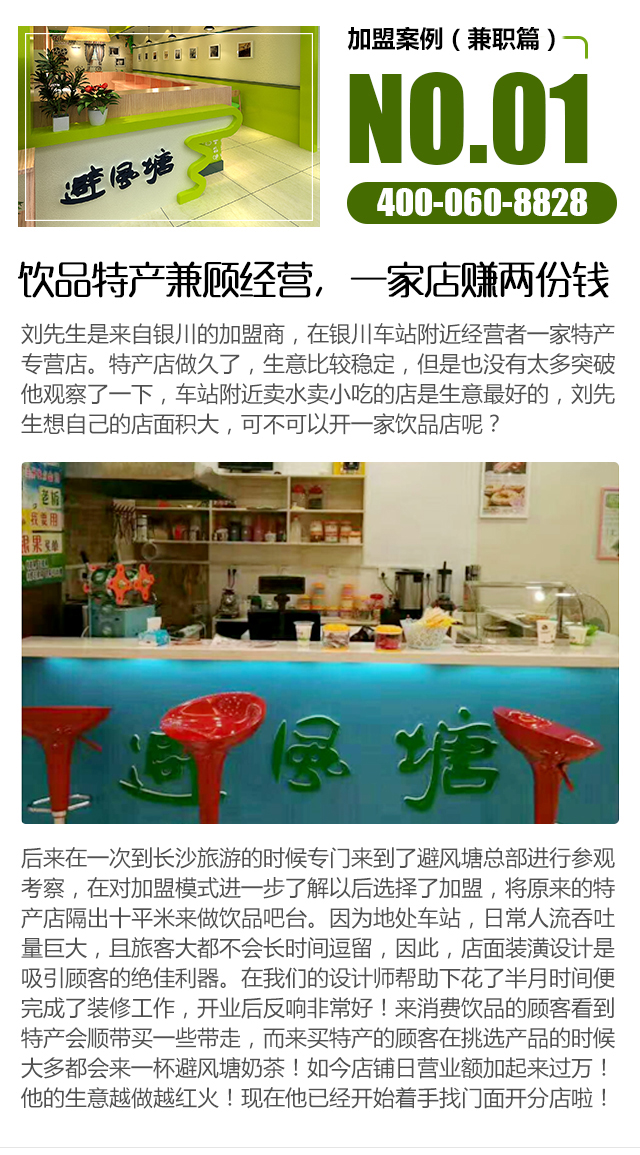 加盟案例（兼职篇）
NO.01
400-060-8828
避风塘
饮品特产兼顾经营，一家店赚两份钱
刘先生是来自银川的加盟商，在银川车站附近经营者一家特产
专营店。特产店做久了，生意比较稳定，但是也没有太多突破
他观察了一下，车站附近卖水卖小吃的店是生意最好的，刘先
生想自己的店面积大，可不可以开一家饮品店呢？
老板
我要用
避風塘
后来在一次到长沙旅游的时候专门来到了避风塘总部进行参观
考察，在对加盟模式进一步了解以后选择了加盟，将原来的特
产店隔出十平米来做饮品吧台。因为地处车站，日常人流吞吐
量巨大，且旅客大都不会长时间逗留，因此，店面装潢设计是
吸引顾客的绝佳利器。在我们的设计师帮助下花了半月时间便
完成了装修工作，开业后反响非常好！来消费饮品的顾客看到
特产会顺带买一些带走，而来买特产的顾客在挑选产品的时候
大多都会来一杯避风塘奶茶！如今店铺日营业额加起来过万！
他的生意越做越红火！现在他已经开始着手找门面开分店啦！